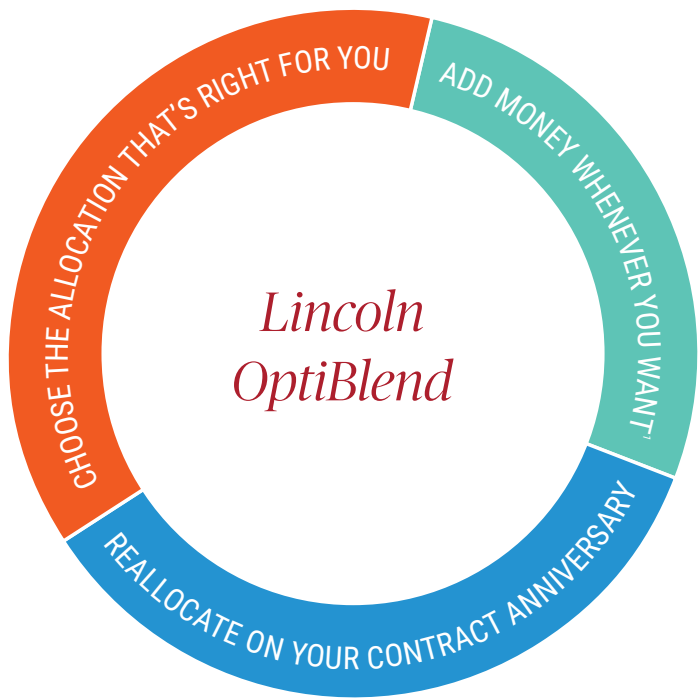 CHOOSE THE ALLOCATION THAT'S RIGHT FOR YOU
ADD MONEY WHENEVER YOU WANT¹
REALLOCATE ON YOUR CONTRACT ANNIVERSARY
Lincoln
OptiBlend